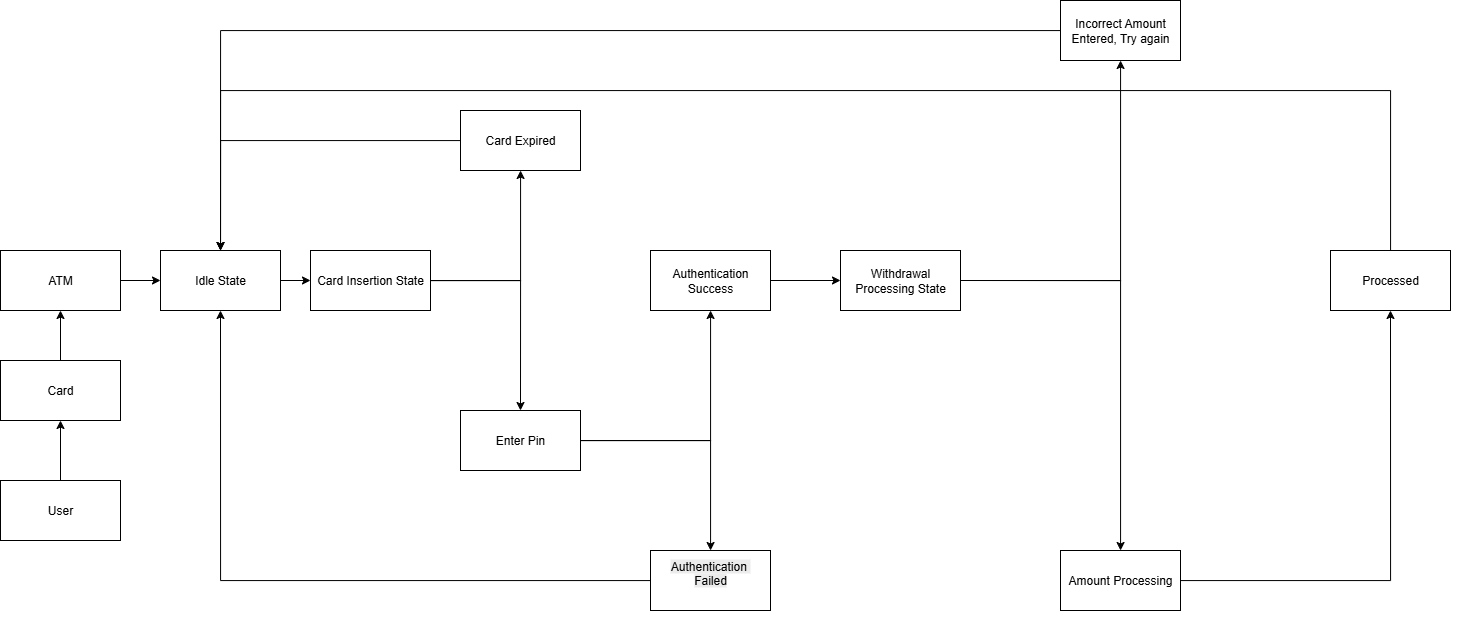 Incorrect Amount
Entered, Try again
Card Expired
ATM
Idle State
Card Insertion State
Authentication
Success
Withdrawal
Processing State
Processed
Card
Enter Pin
User
Authentication
Failed
Amount Processing